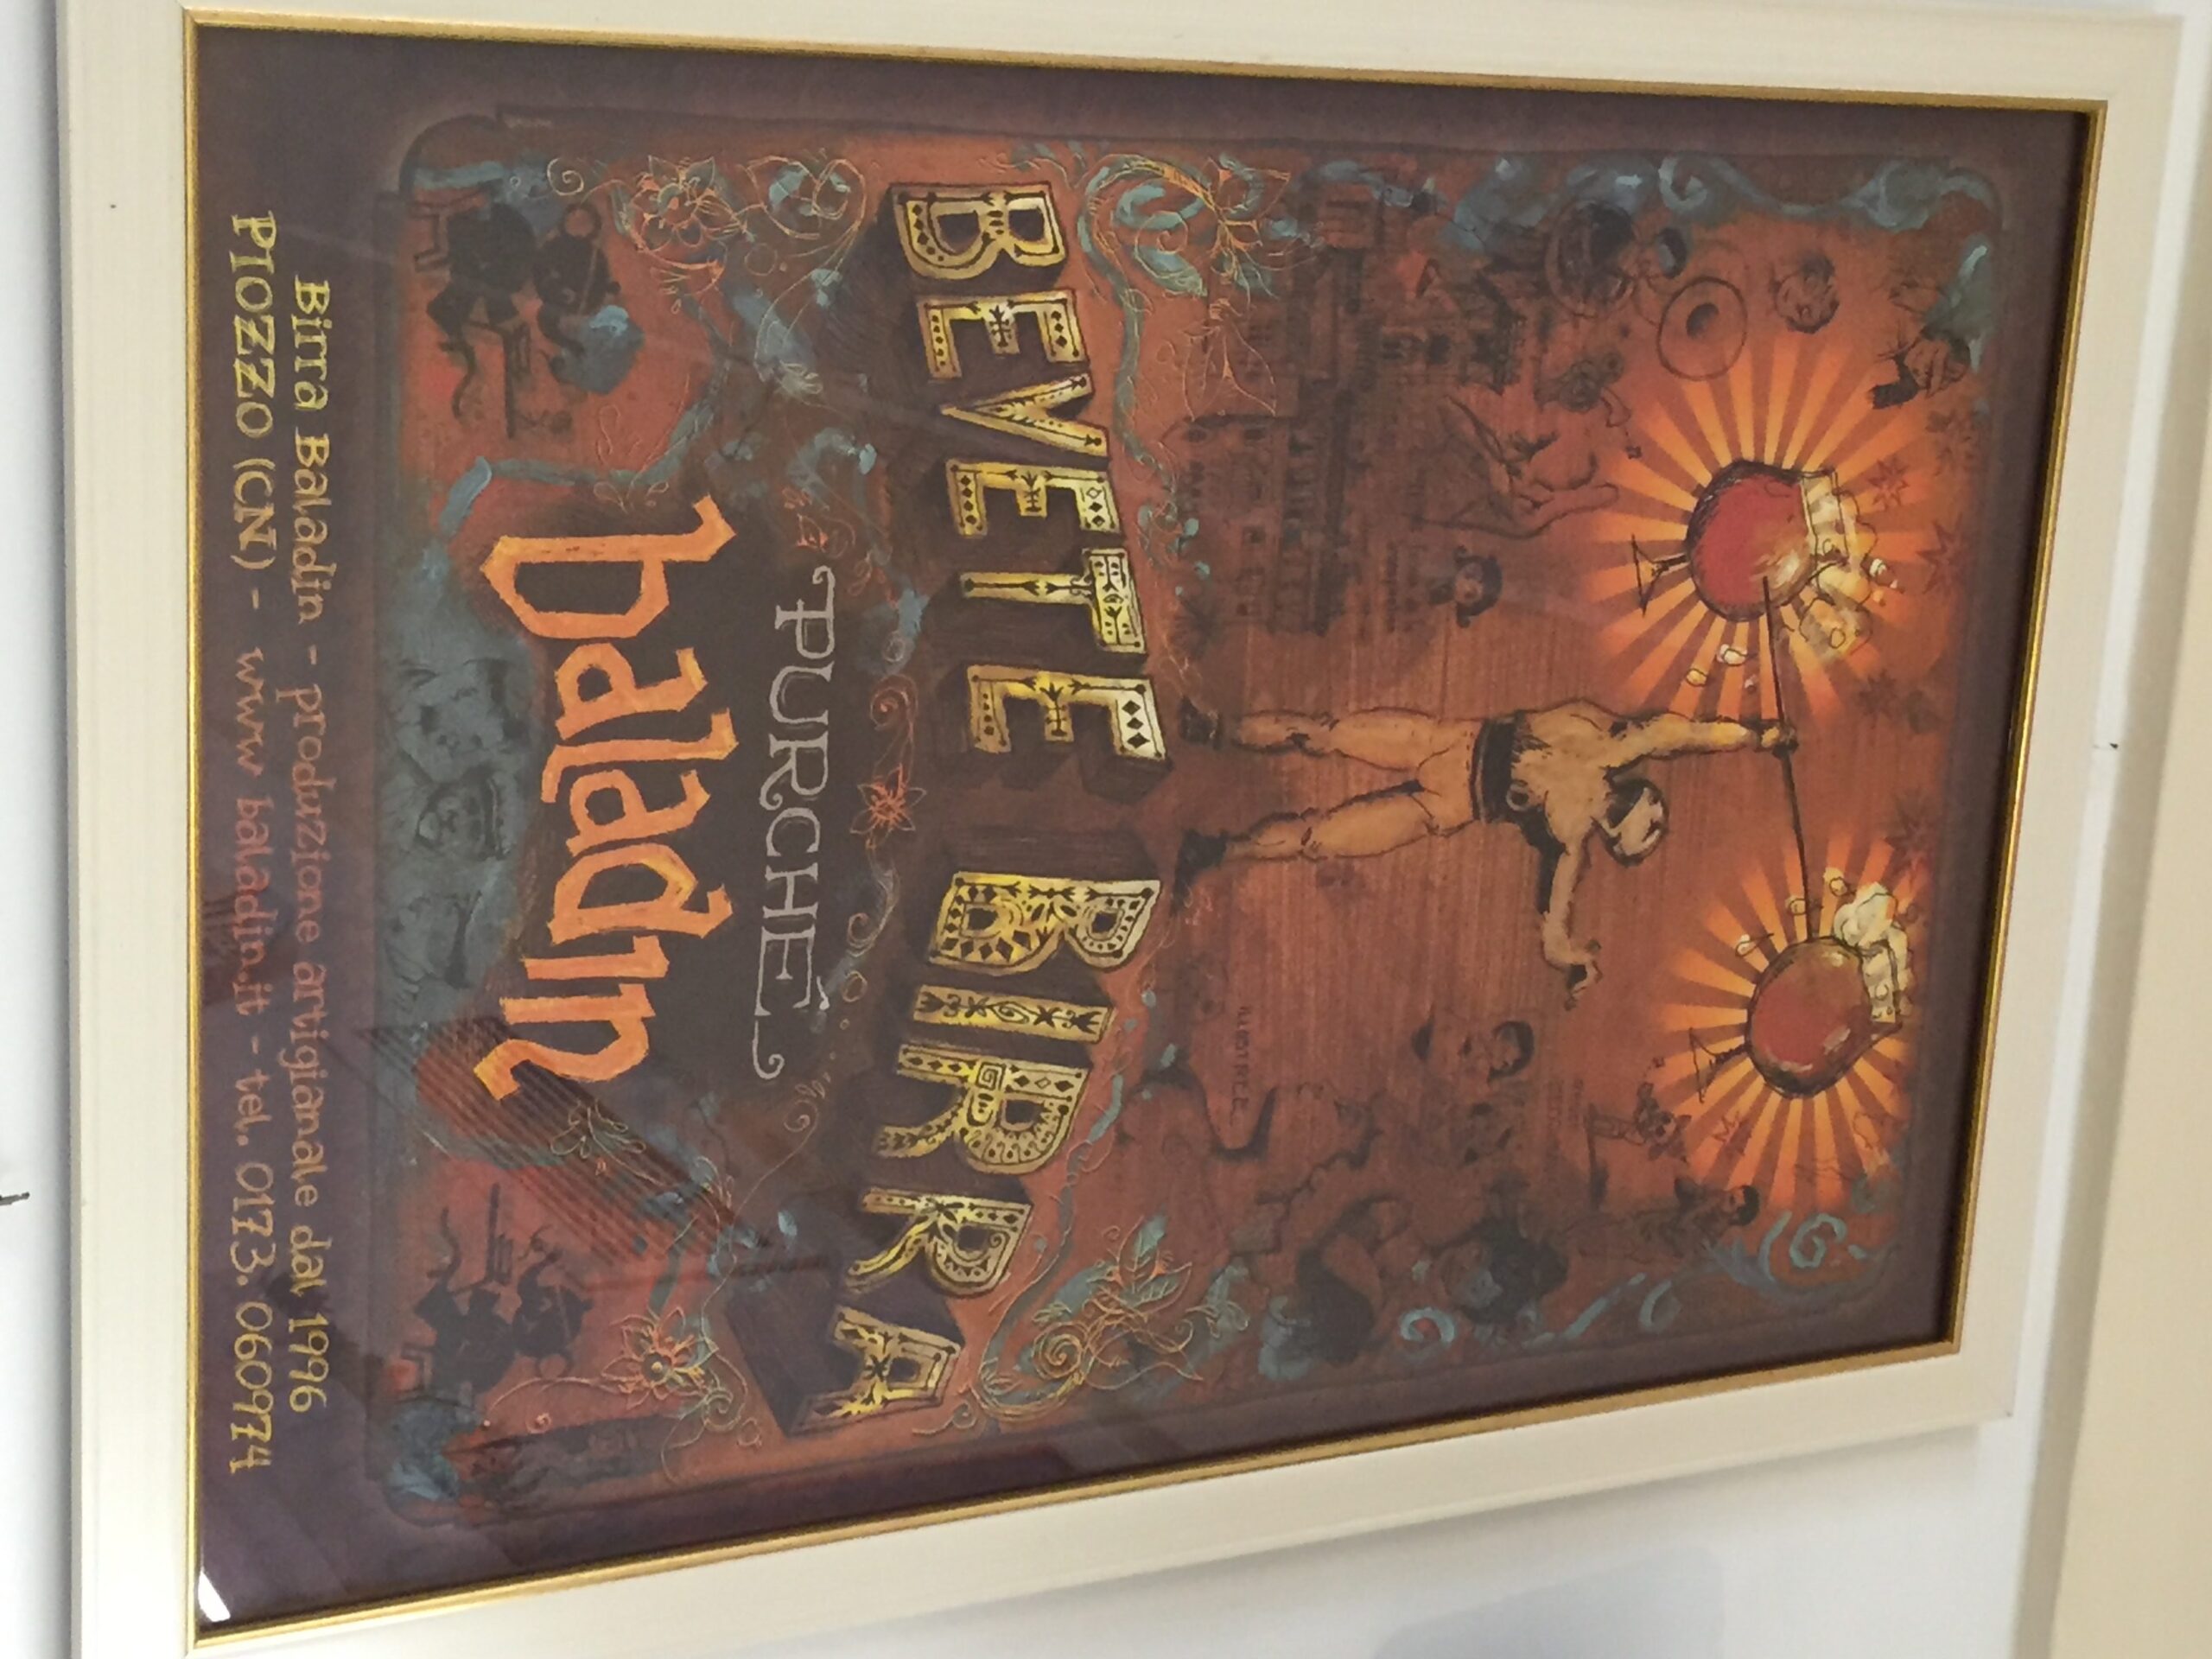 BEVETE BIRRA
PURCHÉ
baladin
Birra Baladin - produzione artigianale dal 1996
PIOZZO (CN) - www.baladin.it - tel. 0173. 060974